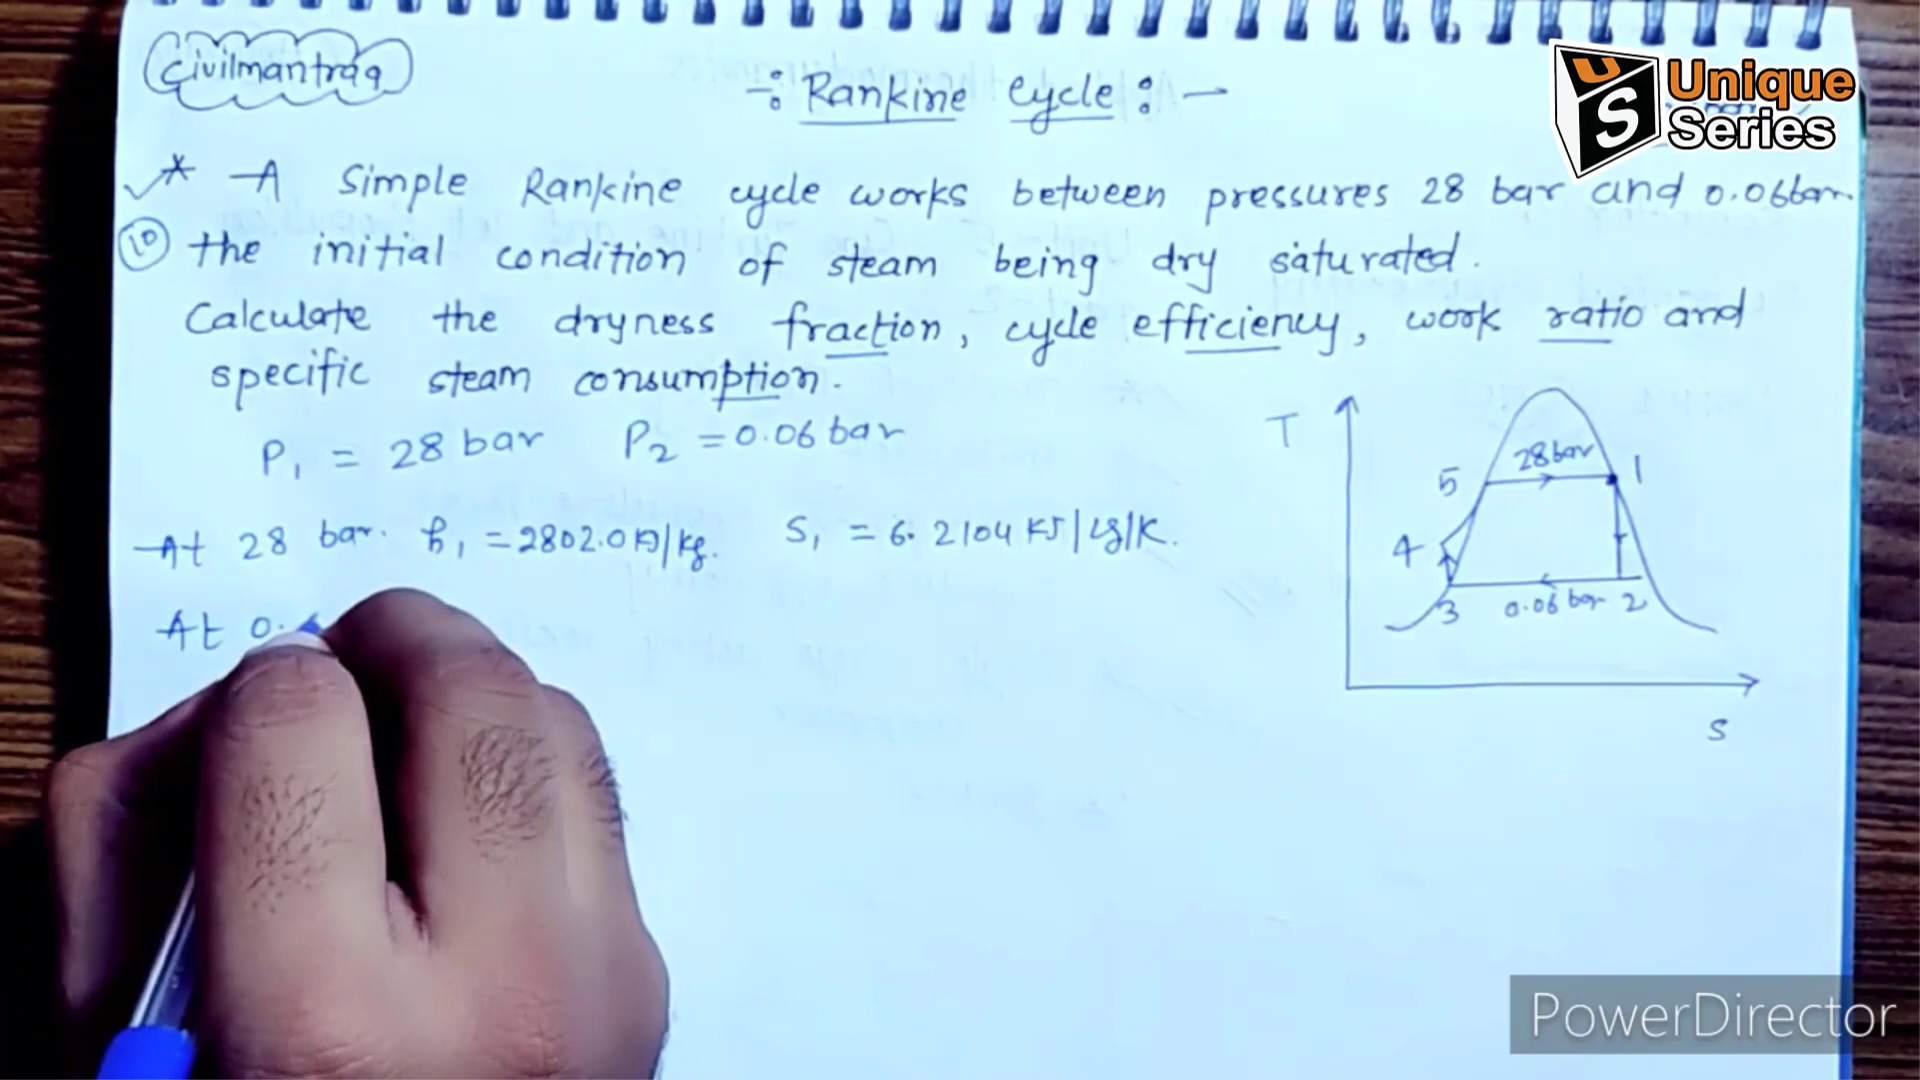 Civilmantraa
Unique
Series
-:- Rankine Cycle :-
* A Simple Rankine cycle works between pressures 28 bar and 0.06bar.
10 the initial condition of steam being dry saturated.
Calculate the dryness fraction, cycle efficiency, work ratio and
specific steam consumption.
P1 = 28 bar P2 = 0.06 bar
At 28 bar. h1 = 2802.0 kJ/kg. S1 = 6.2104 KJ/kg/K.
At 0.
T
28bar
1
5
4
3
0.06 bar
2
S
PowerDirector